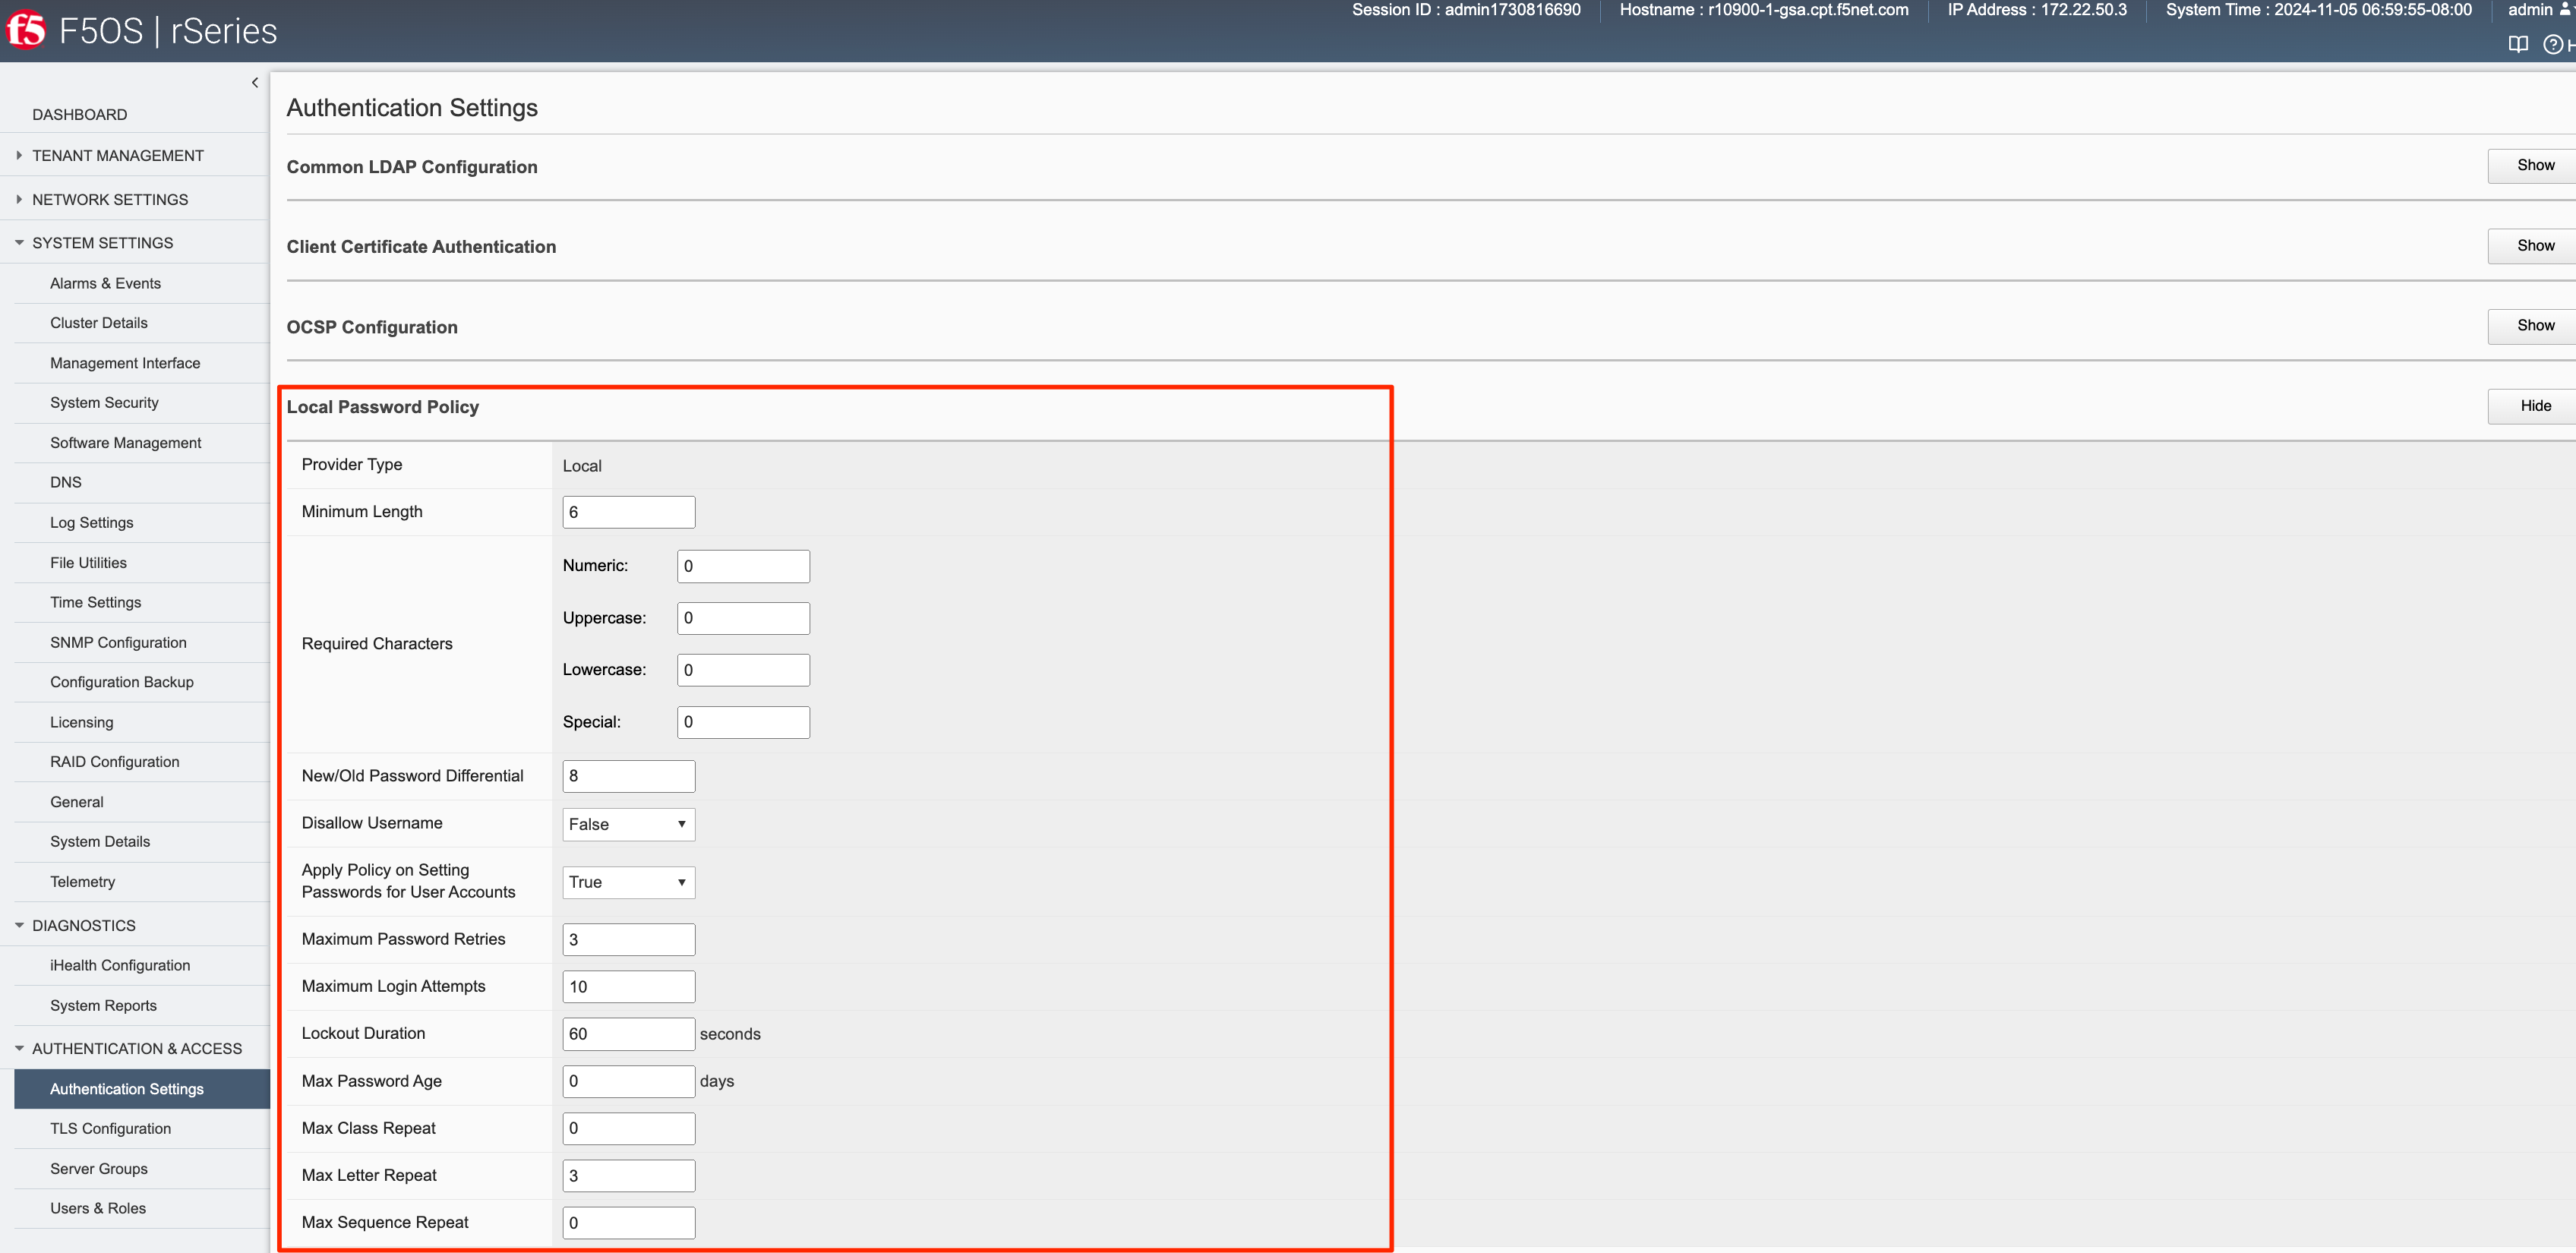 Session ID : admin1730816690
Hostname : r10900-1-gsa.cpt.f5net.com
IP Address : 172.22.50.3
System Time : 2024-11-05 06:59:55-08:00
admin
f5 F5OS | rSeries
H
DASHBOARD
TENANT MANAGEMENT
NETWORK SETTINGS
SYSTEM SETTINGS
Alarms & Events
Cluster Details
Management Interface
System Security
Software Management
DNS
Log Settings
File Utilities
Time Settings
SNMP Configuration
Configuration Backup
Licensing
RAID Configuration
General
System Details
Telemetry
DIAGNOSTICS
iHealth Configuration
System Reports
AUTHENTICATION & ACCESS
Authentication Settings
TLS Configuration
Server Groups
Users & Roles
Authentication Settings
Common LDAP Configuration Show
Client Certificate Authentication Show
OCSP Configuration Show
Local Password Policy Hide
Provider Type Local
Minimum Length 6
Required Characters
Numeric: 0
Uppercase: 0
Lowercase: 0
Special: 0
New/Old Password Differential 8
Disallow Username False
Apply Policy on Setting
Passwords for User Accounts True
Maximum Password Retries 3
Maximum Login Attempts 10
Lockout Duration 60 seconds
Max Password Age 0 days
Max Class Repeat 0
Max Letter Repeat 3
Max Sequence Repeat 0